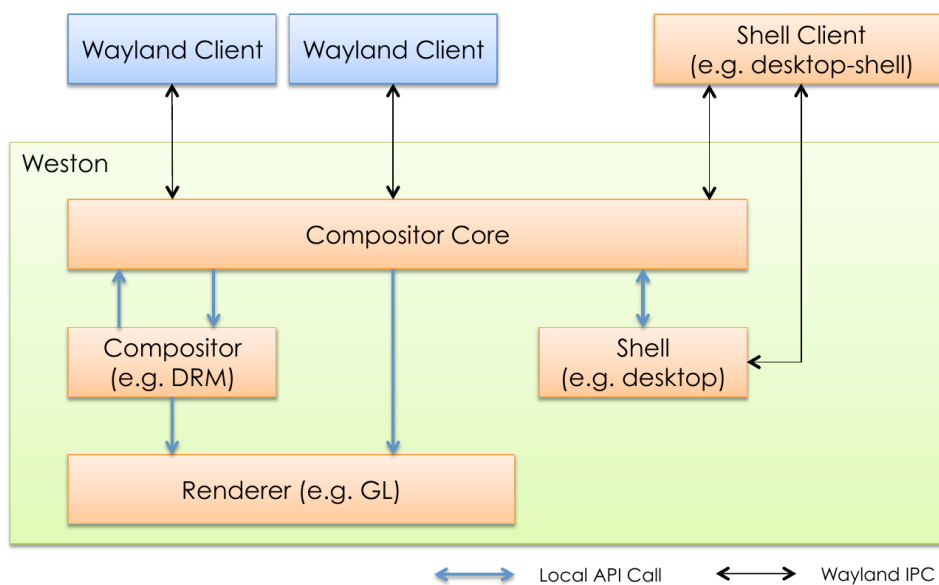 Wayland Client
Wayland Client
Shell Client
(e.g. desktop-shell)
Weston
Compositor Core
Compositor
(e.g. DRM)
Shell
(e.g. desktop)
Renderer (e.g. GL)
Local API Call
Wayland IPC